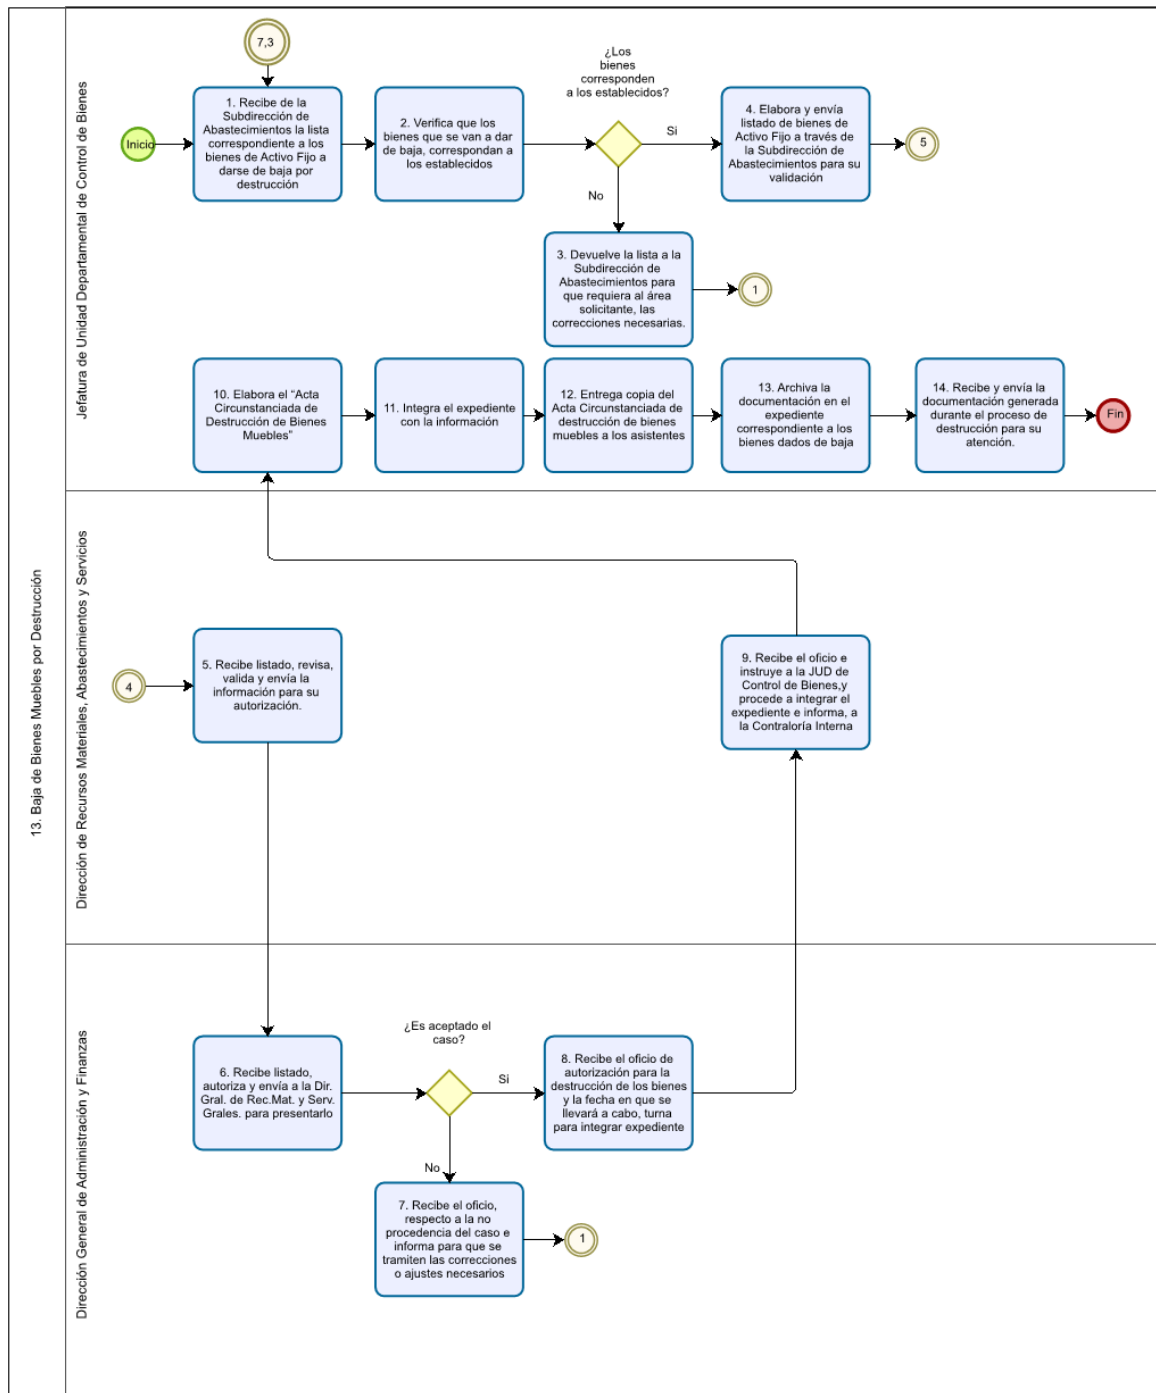 13. Baja de Bienes Muebles por Destrucción
Jefatura de Unidad Departamental de Control de Bienes
7,3
Inicio
1. Recibe de la
Subdirección de
Abastecimientos la lista
correspondiente a los
bienes de Activo Fijo a
darse de baja por
destrucción
2. Verifica que los
bienes que se van a dar
de baja, correspondan a
los establecidos
¿Los
bienes
corresponden
a los establecidos?
Si
No
4. Elabora y envía
listado de bienes de
Activo Fijo a través de
la Subdirección de
Abastecimientos para su
validación
5
3. Devuelve la lista a la
Subdirección de
Abastecimientos para
que requiera al área
solicitante, las
correcciones necesarias.
1
10. Elabora el “Acta
Circunstanciada de
Destrucción de Bienes
Muebles”
11. Integra el expediente
con la información
12. Entrega copia del
Acta Circunstanciada de
destrucción de bienes
muebles a los asistentes
13. Archiva la
documentación en el
expediente
correspondiente a los
bienes dados de baja
14. Recibe y envía la
documentación generada
durante el proceso de
destrucción para su
atención.
Fin
Dirección de Recursos Materiales, Abastecimientos y Servicios
4
5. Recibe listado, revisa,
valida y envía la
información para su
autorización.
9. Recibe el oficio e
instruye a la JUD de
Control de Bienes,y
procede a integrar el
expediente e informa, a
la Contraloría Interna
Dirección General de Administración y Finanzas
6. Recibe listado,
autoriza y envía a la Dir.
Gral. de Rec.Mat. y Serv.
Grales. para presentarlo
¿Es aceptado el
caso?
Si
No
8. Recibe el oficio de
autorización para la
destrucción de los bienes
y la fecha en que se
llevará a cabo, turna
para integrar expediente
7. Recibe el oficio,
respecto a la no
procedencia del caso e
informa para que se
tramiten las correcciones
o ajustes necesarios
1